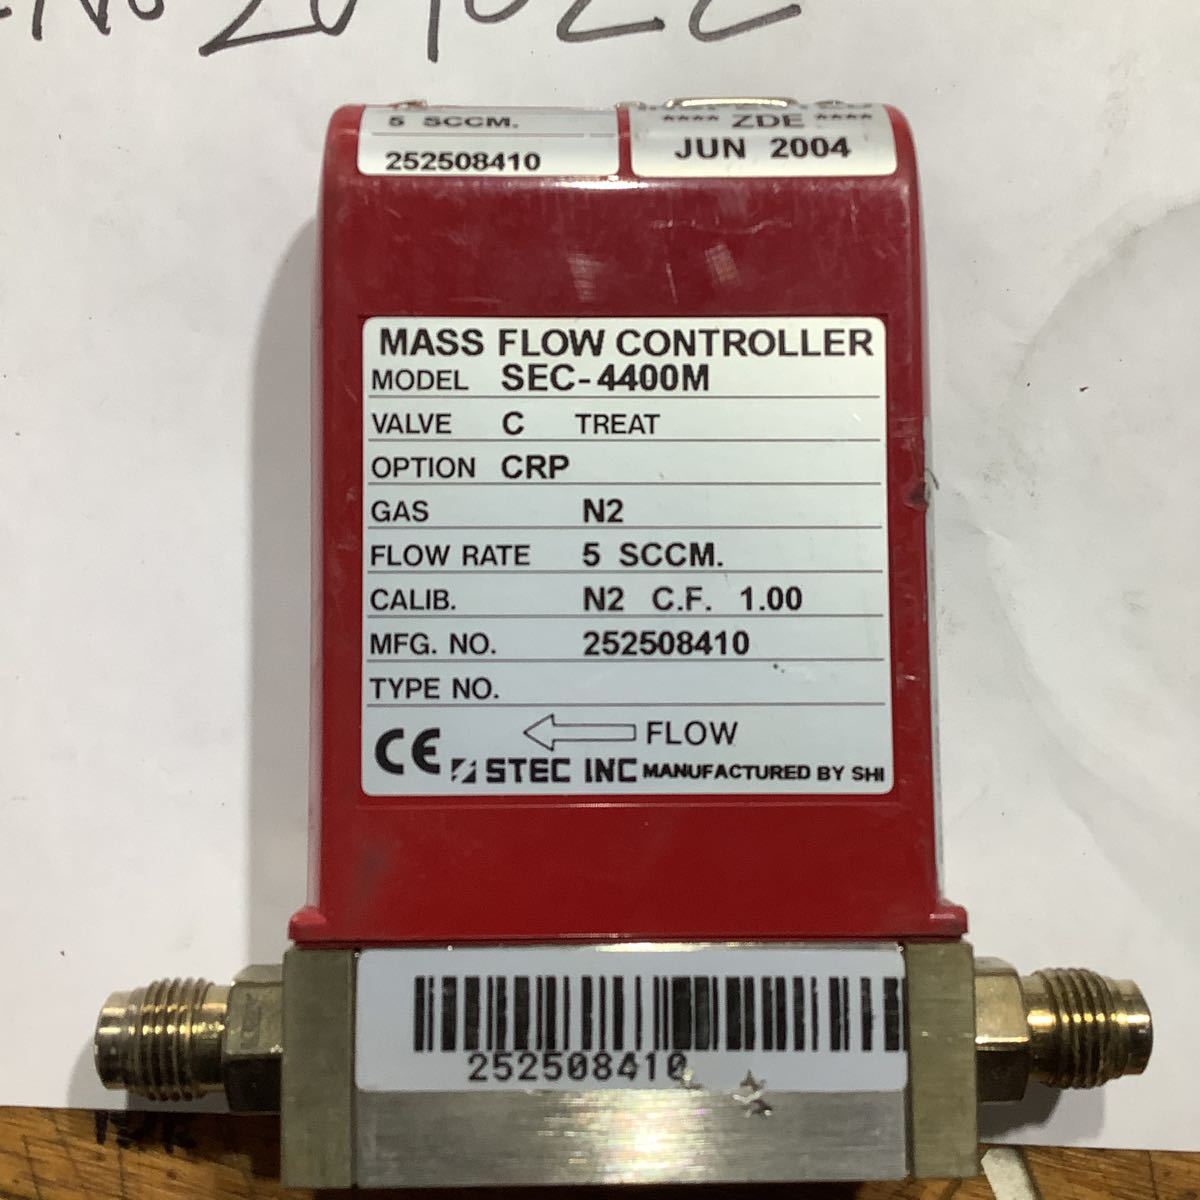 5 SCCM.
252508410
**** ZDE ****
JUN 2004
MASS FLOW CONTROLLER
MODEL SEC-4400M
VALVE C TREAT
OPTION CRP
GAS N2
FLOW RATE 5 SCCM.
CALIB. N2 C.F. 1.00
MFG. NO. 252508410
TYPE NO.
FLOW
CE STEC INC MANUFACTURED BY SHI
252508410